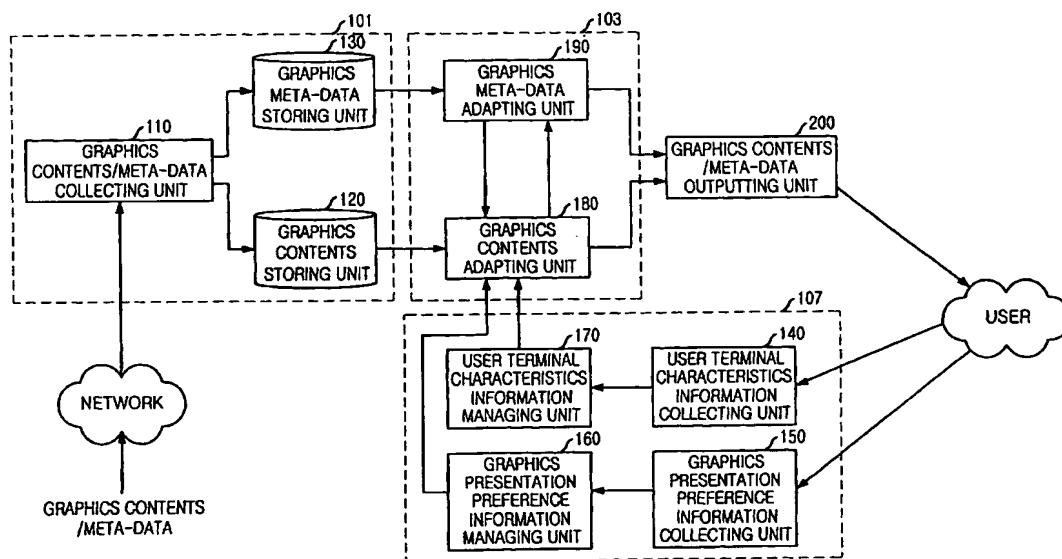 101
130
GRAPHICS
META-DATA
STORING UNIT
110
GRAPHICS
CONTENTS/META-DATA
COLLECTING UNIT
120
GRAPHICS
CONTENTS
STORING UNIT
NETWORK
GRAPHICS CONTENTS
/META-DATA
103
190
GRAPHICS
META-DATA
ADAPTING UNIT
180
GRAPHICS
CONTENTS
ADAPTING UNIT
200
GRAPHICS CONTENTS
/META-DATA
OUTPUTTING UNIT
USER
107
170
USER TERMINAL
CHARACTERISTICS
INFORMATION
MANAGING UNIT
140
USER TERMINAL
CHARACTERISTICS
INFORMATION
COLLECTING UNIT
160
GRAPHICS
PRESENTATION
PREFERENCE
INFORMATION
MANAGING UNIT
150
GRAPHICS
PRESENTATION
PREFERENCE
INFORMATION
COLLECTING UNIT